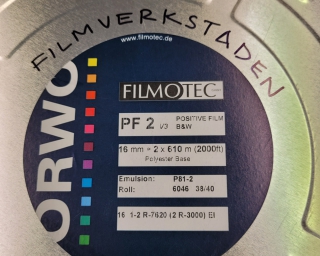 FILMVERKSTADEN
www.filmotec.de
ORWO
FILMOTEC
PF 2 V3 POSITIVE FILM
B&W
16 mm = 2 x 610 m (2000ft)
Polyester Base
Emulsion: P81-2
Roll: 6046 38/40
16 1-2 R-7620 (2 R-3000) EI